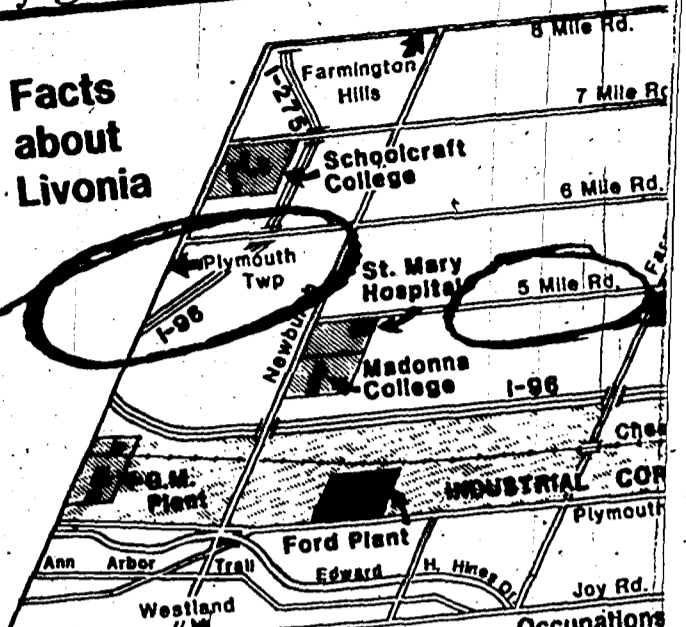 8 Mile Rd.
Facts
about
Livonia
I-275
Farmington
Hills
7 Mile
Schoolcraft
College
6 Mile Rd.
Plymouth
Twp
I-96
St. Mary
Hospital
5 Mile Rd.
Madonna
College
I-96
G.M.
Plant
INDUSTRIAL
Plymouth
Ford Plant
Ann Arbor Trail
Edward H. Hines Dr.
Joy Rd.
Westland
Occupations